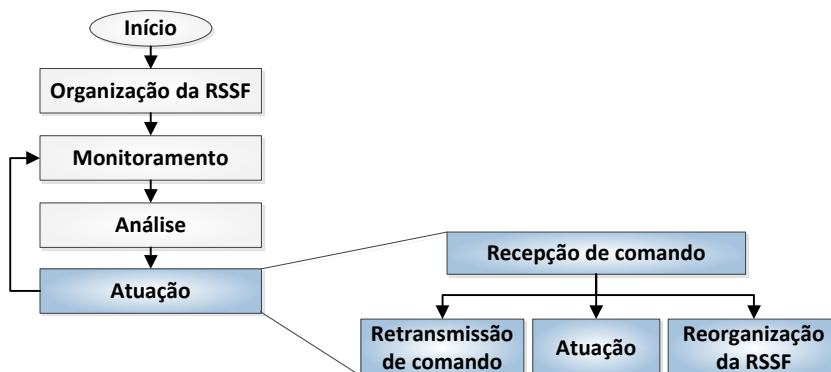 Início
Organização da RSSF
Monitoramento
Análise
Atuação
Recepção de comando
Retransmissão
de comando
Atuação
Reorganização
da RSSF